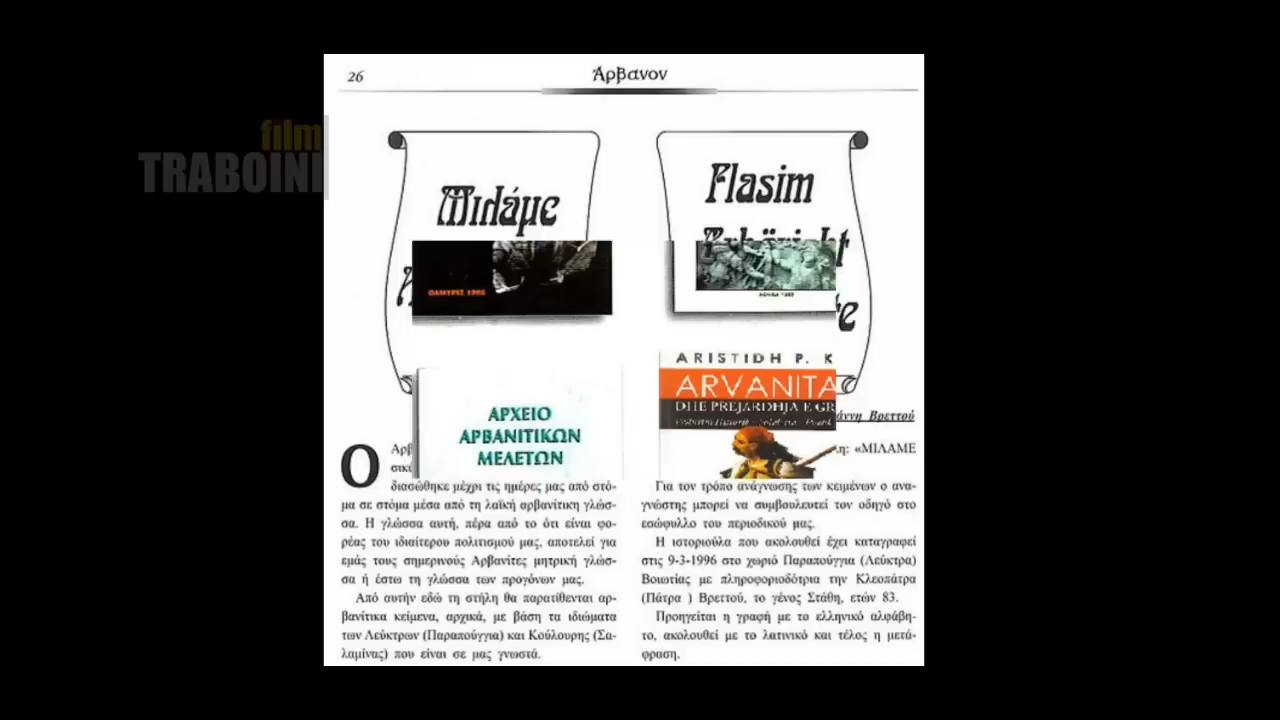 26
Ἄρβανον
film
TRABOINI
Μιλάμε
Flasim
ΘΑΜΥΡΙΣ 1995
ARISTIDH P. K
ARVANITA
DHE PREJARDHJA E GR
ΑΡΧΕΙΟ
ΑΡΒΑΝΙΤΙΚΩΝ
ΜΕΛΕΤΩΝ
άννη Βρεττού
Ο Αρβ
σικώ
διασώθηκε μέχρι τις ημέρες μας από στό-
μα σε στόμα μέσα από τη λαϊκή αρβανίτικη γλώσ-
σα. Η γλώσσα αυτή, πέρα από το ότι είναι φο-
ρέας του ιδιαίτερου πολιτισμού μας, αποτελεί για
εμάς τους σημερινούς Αρβανίτες μητρική γλώσ-
σα ή έστω τη γλώσσα των προγόνων μας.
Από αυτήν εδώ τη στήλη θα παρατίθενται αρ-
βανίτικα κείμενα, αρχικά, με βάση τα ιδιώματα
των Λεύκτρων (Παραπούγγια) και Κούλουρης (Σα-
λαμίνας) που είναι σε μας γνωστά.
λη: «ΜΙΛΑΜΕ
Για τον τρόπο ανάγνωσης των κειμένων ο ανα-
γνώστης μπορεί να συμβουλευτεί τον οδηγό στο
εσώφυλλο του περιοδικού μας.
Η ιστοριούλα που ακολουθεί έχει καταγραφεί
στις 9-3-1996 στο χωριό Παραπούγγια (Λεύκτρα)
Βοιωτίας με πληροφοριοδότρια την Κλεοπάτρα
(Πάτρα ) Βρεττού, το γένος Στάθη, ετών 83.
Προηγείται η γραφή με το ελληνικό αλφάβη-
το, ακολουθεί με το λατινικό και τέλος η μετά-
φραση.